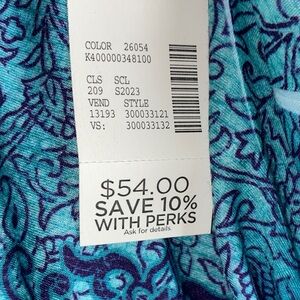 COLOR 26054
K400000348100
CLS SCL
209 S2023
VEND STYLE
13193 300033121
VS: 300033132
$54.00
SAVE 10%
WITH PERKS
Ask for details.